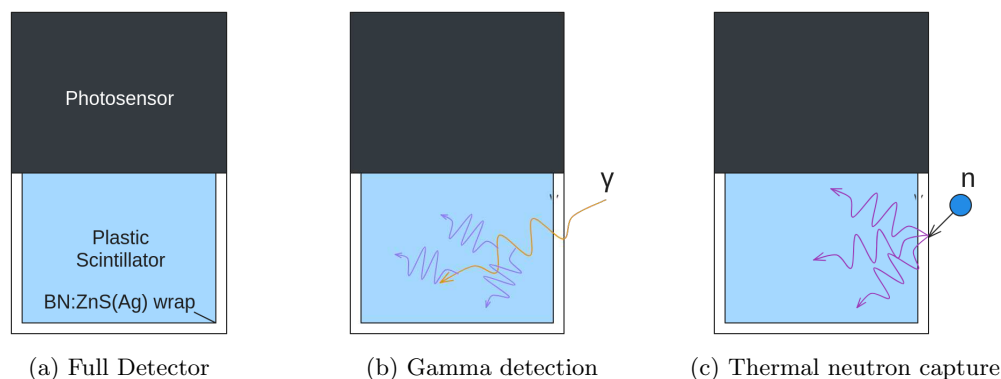 Photosensor
Plastic
Scintillator
BN:ZnS(Ag) wrap
γ
n
(a) Full Detector
(b) Gamma detection
(c) Thermal neutron capture